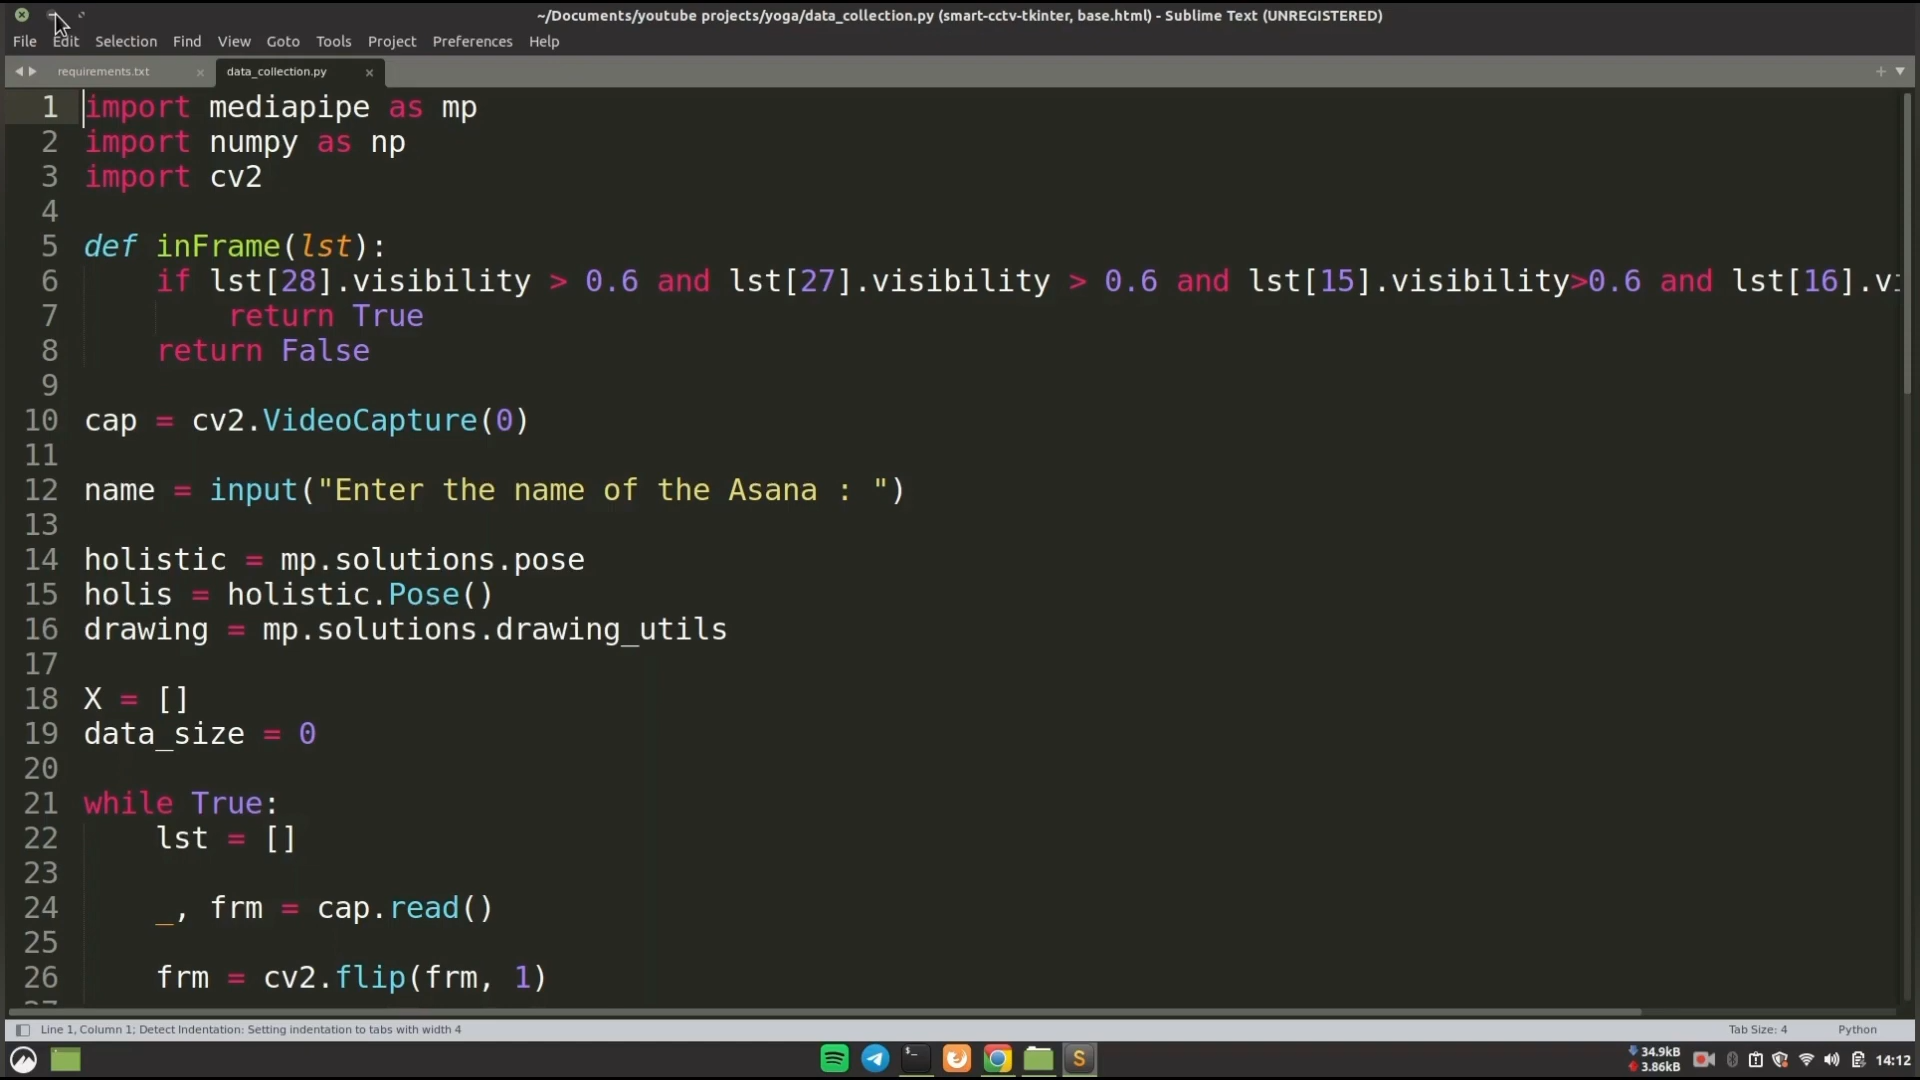 ~/Documents/youtube projects/yoga/data_collection.py (smart-cctv-tkinter, base.html) - Sublime Text (UNREGISTERED)
File Edit Selection Find View Goto Tools Project Preferences Help
requirements.txt data_collection.py
1 import mediapipe as mp
2 import numpy as np
3 import cv2
4
5 def inFrame(lst):
6 if lst[28].visibility > 0.6 and lst[27].visibility > 0.6 and lst[15].visibility>0.6 and lst[16].v
7 return True
8 return False
9
10 cap = cv2.VideoCapture(0)
11
12 name = input("Enter the name of the Asana : ")
13
14 holistic = mp.solutions.pose
15 holis = holistic.Pose()
16 drawing = mp.solutions.drawing_utils
17
18 X = []
19 data_size = 0
20
21 while True:
22 lst = []
23
24 _, frm = cap.read()
25
26 frm = cv2.flip(frm, 1)
Line 1, Column 1; Detect Indentation: Setting indentation to tabs with width 4 Tab Size: 4 Python
34.9kB
3.86kB
14:12